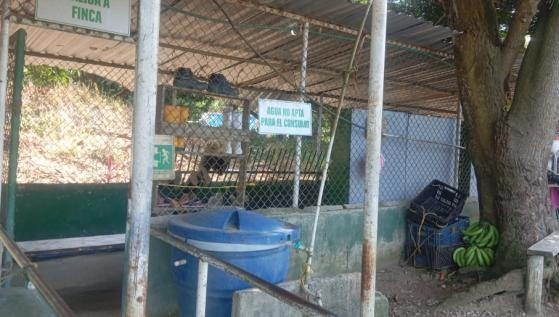 FINCA
AGUA NO APTA
PARA EL CONSUMO